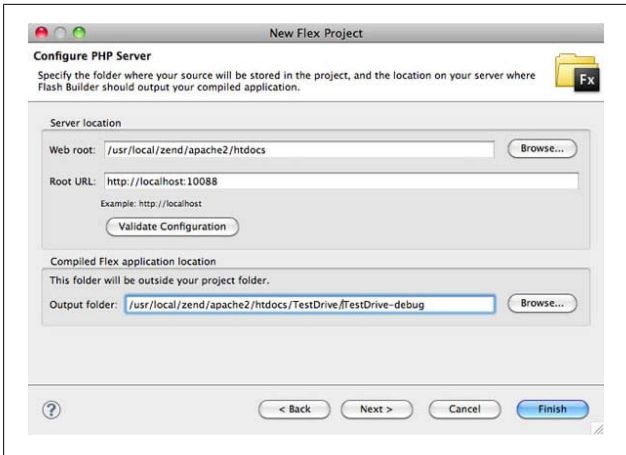 New Flex Project
Configure PHP Server
Specify the folder where your source will be stored in the project, and the location on your server where
Flash Builder should output your compiled application.
Fx
Server location
Web root: /usr/local/zend/apache2/htdocs Browse...
Root URL: http://localhost:10088
Example: http://localhost
Validate Configuration
Compiled Flex application location
This folder will be outside your project folder.
Output folder: /usr/local/zend/apache2/htdocs/TestDrive/TestDrive-debug Browse...
? < Back Next > Cancel Finish